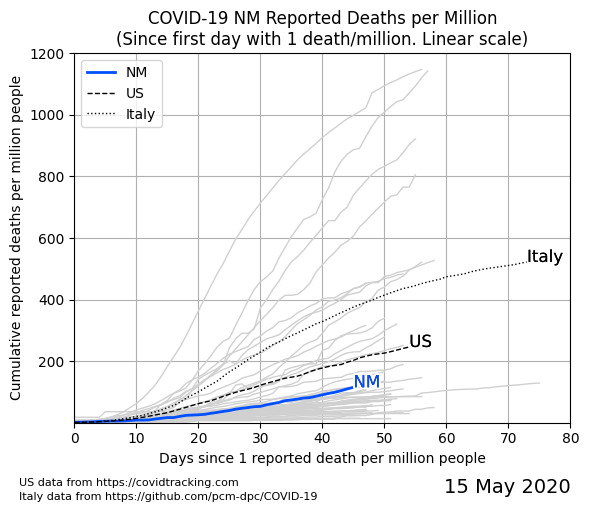 COVID-19 NM Reported Deaths per Million
(Since first day with 1 death/million. Linear scale)
Cumulative reported deaths per million people
1200
1000
800
600
400
200
NM
US
Italy
Italy
US
NM
0 10 20 30 40 50 60 70 80
Days since 1 reported death per million people
US data from https://covidtracking.com
Italy data from https://github.com/pcm-dpc/COVID-19
15 May 2020